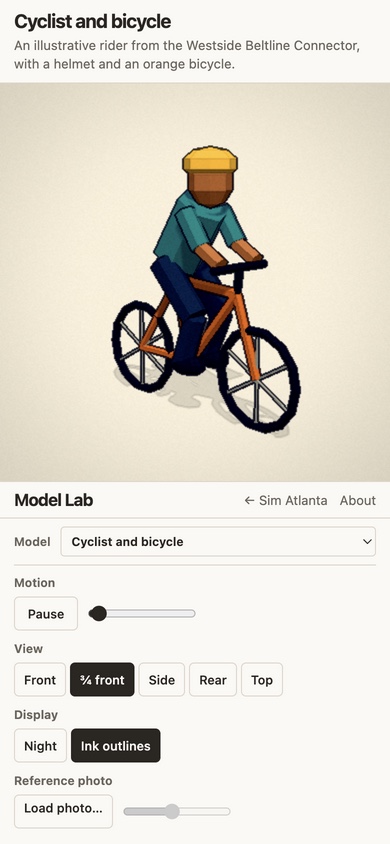 Cyclist and bicycle
An illustrative rider from the Westside Beltline Connector,
with a helmet and an orange bicycle.
Model Lab ← Sim Atlanta About
Model Cyclist and bicycle
Motion
Pause
View
Front ¾ front Side Rear Top
Display
Night Ink outlines
Reference photo
Load photo...